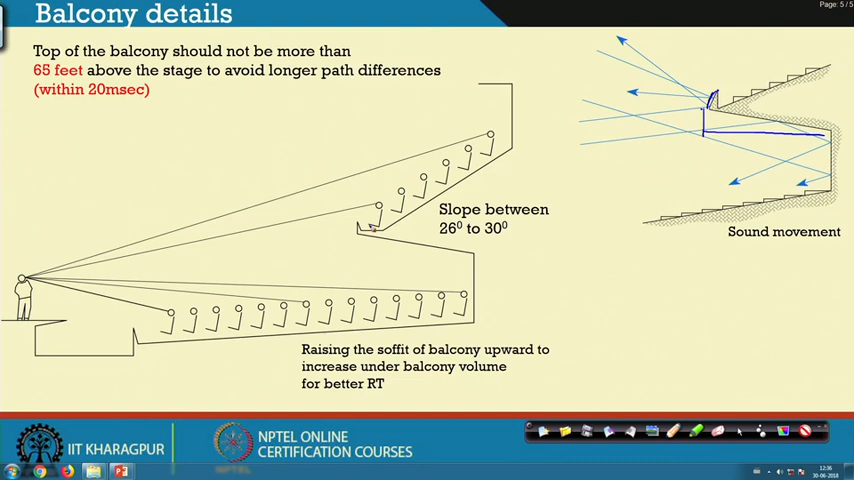 Page: 5 / 5
Balcony details
Top of the balcony should not be more than
65 feet above the stage to avoid longer path differences
(within 20msec)
Slope between
26⁰ to 30⁰
Sound movement
Raising the soffit of balcony upward to
increase under balcony volume
for better RT
IIT KHARAGPUR
NPTEL ONLINE
CERTIFICATION COURSES
12:36
30-06-2018